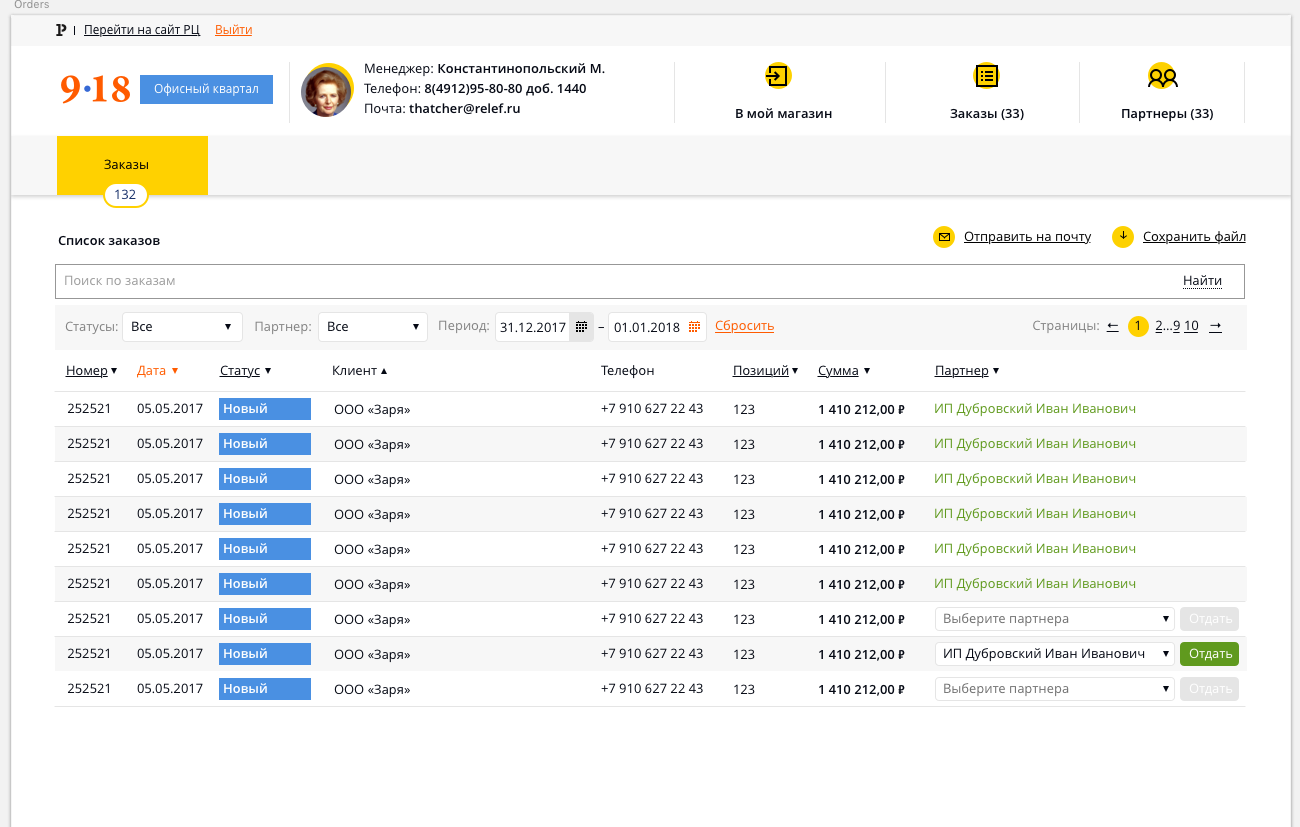 Orders
Перейти на сайт РЦ Выйти
9·18 Офисный квартал
Менеджер: Константинопольский М.
Телефон: 8(4912)95-80-80 доб. 1440
Почта: thatcher@relef.ru
В мой магазин Заказы (33) Партнеры (33)
Заказы
132
Список заказов Отправить на почту Сохранить файл
Поиск по заказам Найти
Статусы: Все ▼ Партнер: Все ▼ Период: 31.12.2017 – 01.01.2018 Сбросить Страницы: ← 1 2...9 10 →
Номер ▼ Дата ▼ Статус ▼ Клиент ▲ Телефон Позиций ▼ Сумма ▼ Партнер ▼
252521 05.05.2017 Новый ООО «Заря» +7 910 627 22 43 123 1 410 212,00 ₽ ИП Дубровский Иван Иванович
252521 05.05.2017 Новый ООО «Заря» +7 910 627 22 43 123 1 410 212,00 ₽ ИП Дубровский Иван Иванович
252521 05.05.2017 Новый ООО «Заря» +7 910 627 22 43 123 1 410 212,00 ₽ ИП Дубровский Иван Иванович
252521 05.05.2017 Новый ООО «Заря» +7 910 627 22 43 123 1 410 212,00 ₽ ИП Дубровский Иван Иванович
252521 05.05.2017 Новый ООО «Заря» +7 910 627 22 43 123 1 410 212,00 ₽ ИП Дубровский Иван Иванович
252521 05.05.2017 Новый ООО «Заря» +7 910 627 22 43 123 1 410 212,00 ₽ ИП Дубровский Иван Иванович
252521 05.05.2017 Новый ООО «Заря» +7 910 627 22 43 123 1 410 212,00 ₽ Выберите партнера ▼ Отдать
252521 05.05.2017 Новый ООО «Заря» +7 910 627 22 43 123 1 410 212,00 ₽ ИП Дубровский Иван Иванович ▼ Отдать
252521 05.05.2017 Новый ООО «Заря» +7 910 627 22 43 123 1 410 212,00 ₽ Выберите партнера ▼ Отдать